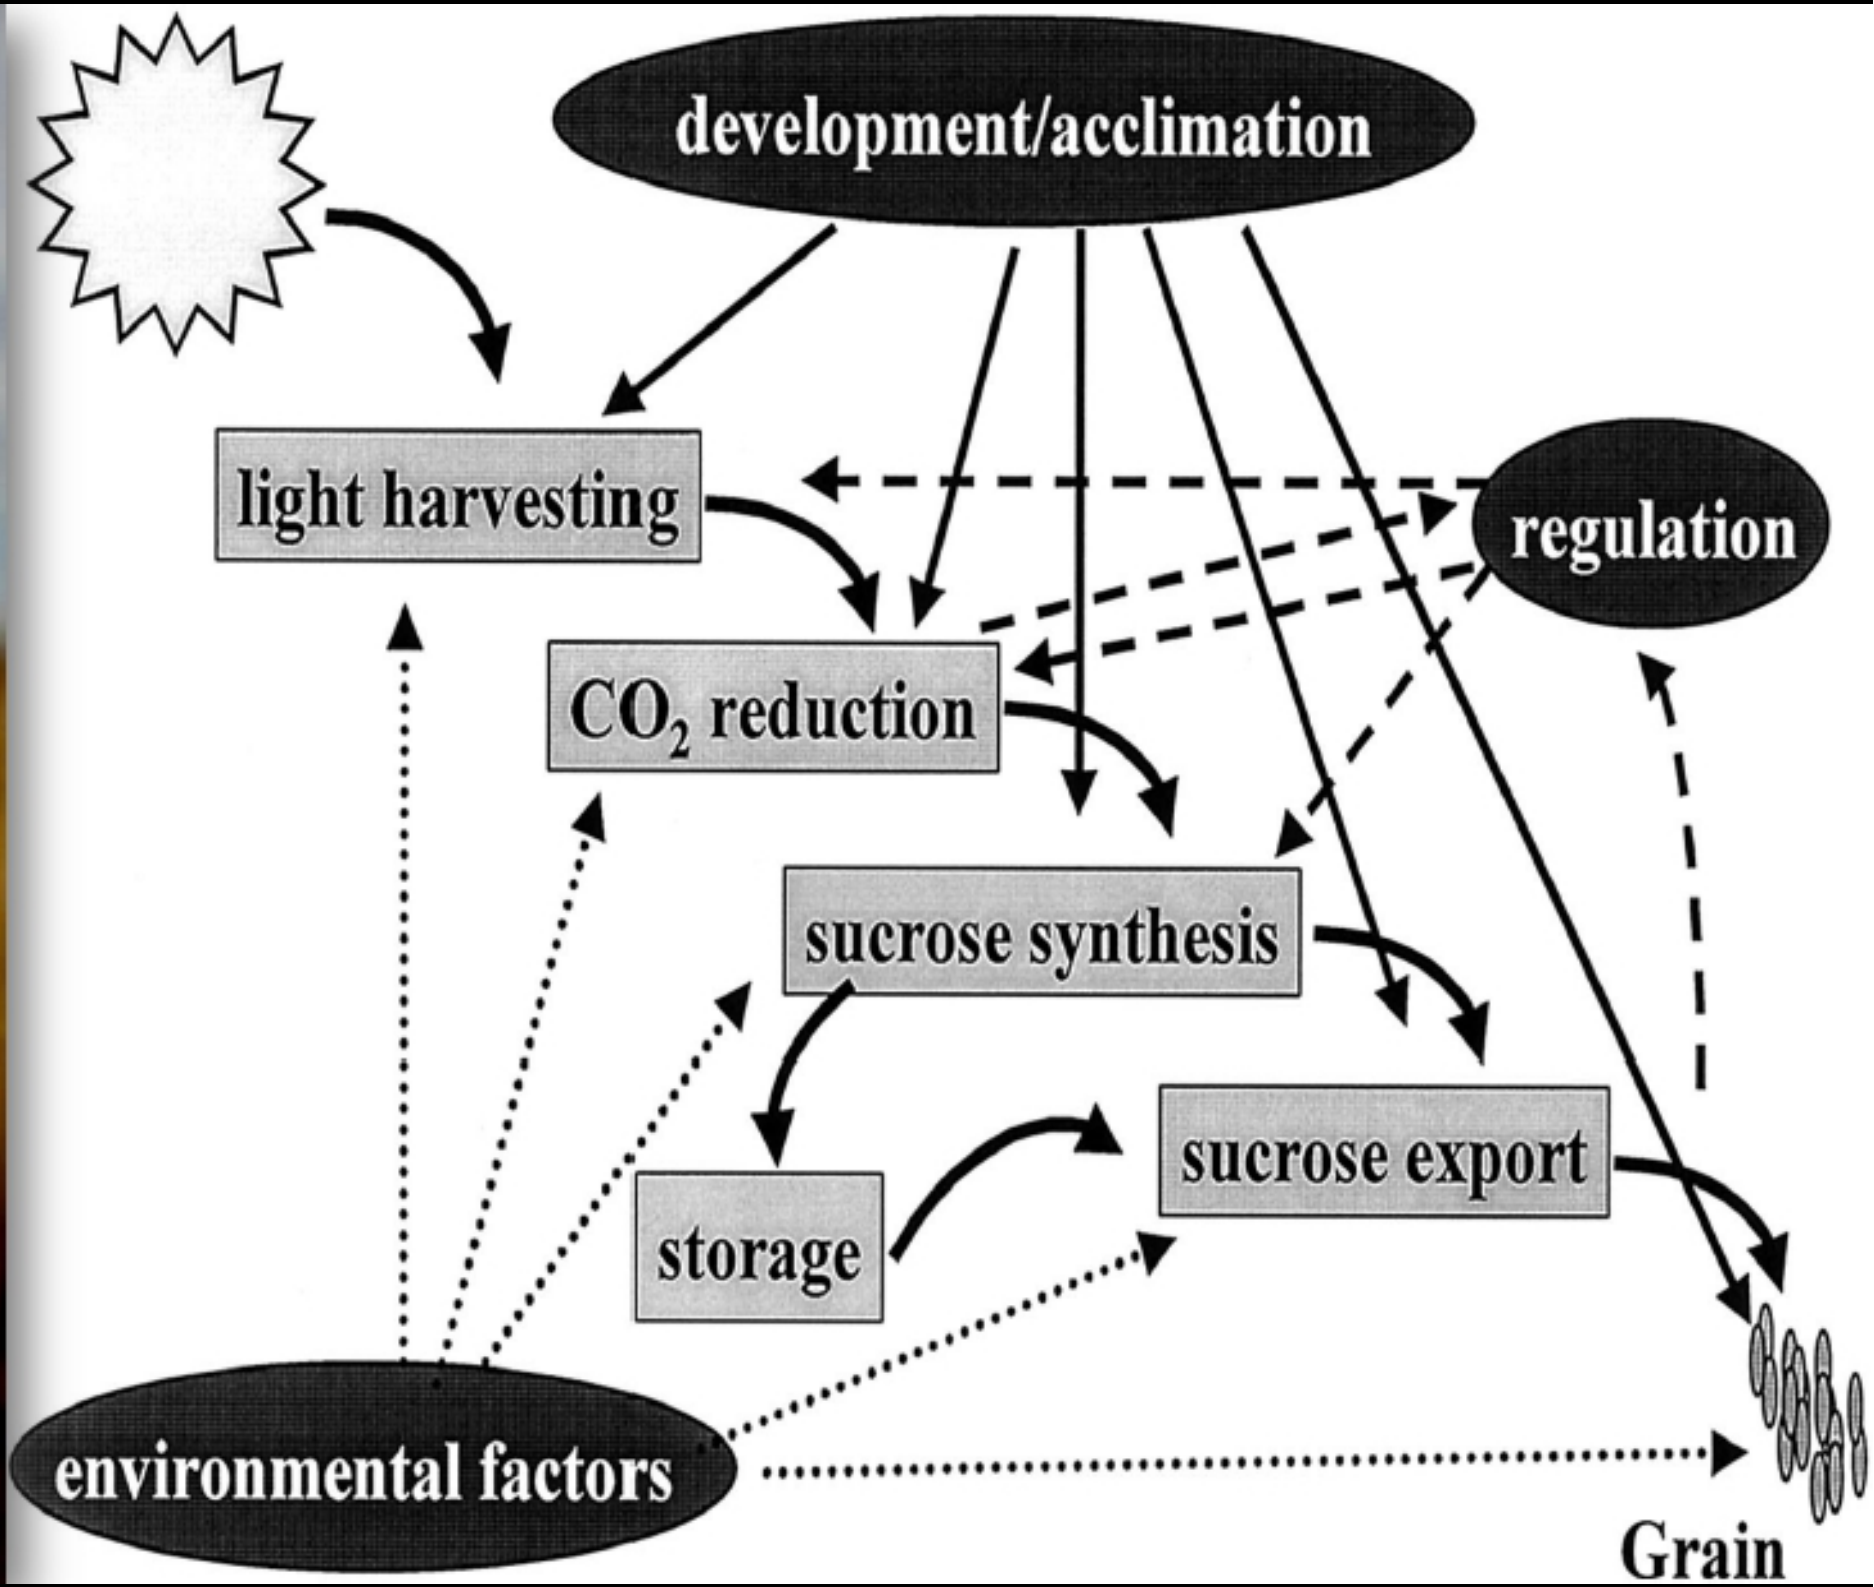 development/acclimation
light harvesting
regulation
CO₂ reduction
sucrose synthesis
sucrose export
storage
environmental factors
Grain